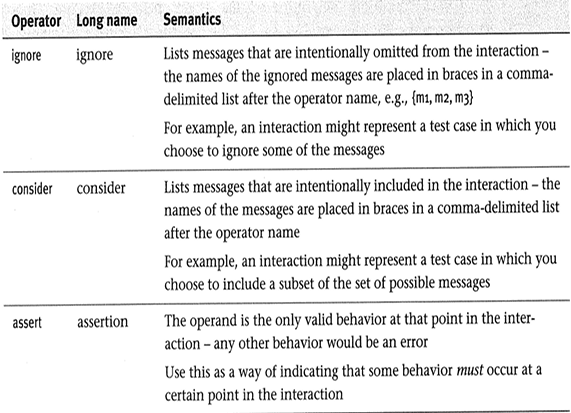 Operator Long name Semantics
ignore ignore Lists messages that are intentionally omitted from the interaction –
the names of the ignored messages are placed in braces in a comma-
delimited list after the operator name, e.g., {m1, m2, m3}
For example, an interaction might represent a test case in which you
choose to ignore some of the messages
consider consider Lists messages that are intentionally included in the interaction – the
names of the messages are placed in braces in a comma-delimited list
after the operator name
For example, an interaction might represent a test case in which you
choose to include a subset of the set of possible messages
assert assertion The operand is the only valid behavior at that point in the inter-
action – any other behavior would be an error
Use this as a way of indicating that some behavior must occur at a
certain point in the interaction